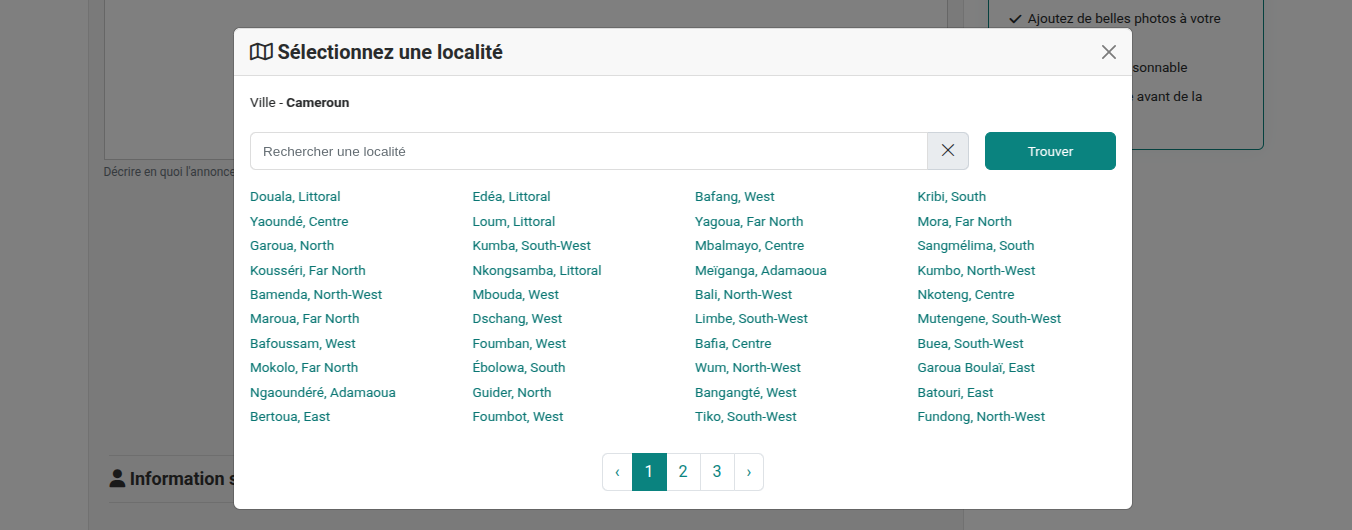 Ajoutez de belles photos à votre
Sélectionnez une localité
sonnable
avant de la
Ville - Cameroun
Rechercher une localité
Trouver
Décrire en quoi l'annonce
Douala, Littoral
Yaoundé, Centre
Garoua, North
Kousséri, Far North
Bamenda, North-West
Maroua, Far North
Bafoussam, West
Mokolo, Far North
Ngaoundéré, Adamaoua
Bertoua, East
Edéa, Littoral
Loum, Littoral
Kumba, South-West
Nkongsamba, Littoral
Mbouda, West
Dschang, West
Foumban, West
Ébolowa, South
Guider, North
Foumbot, West
Bafang, West
Yagoua, Far North
Mbalmayo, Centre
Meïganga, Adamaoua
Bali, North-West
Limbe, South-West
Bafia, Centre
Wum, North-West
Bangangté, West
Tiko, South-West
Kribi, South
Mora, Far North
Sangmélima, South
Kumbo, North-West
Nkoteng, Centre
Mutengene, South-West
Buea, South-West
Garoua Boulaï, East
Batouri, East
Fundong, North-West
‹ 1 2 3 ›
Information s